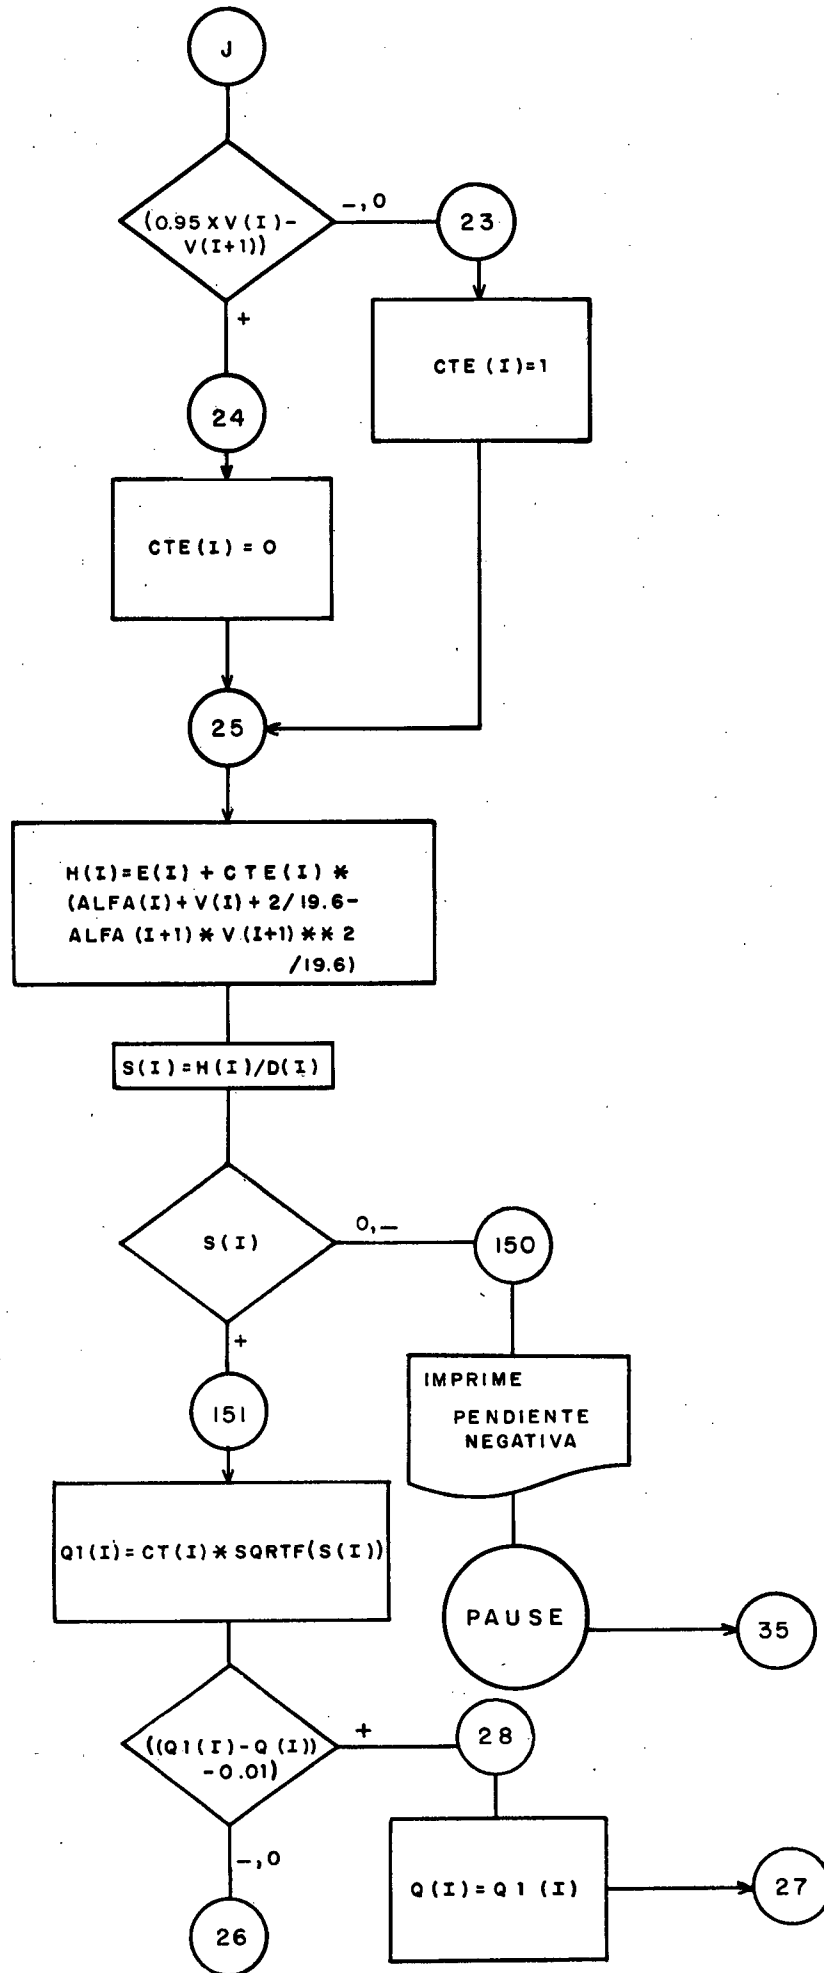 J
(0.95 X V(I)-
V(I+1))
-,0
23
+
CTE (I)=1
24
CTE(I) = 0
25
H(I)=E(I) + CTE(I) *
(ALFA(I)+V(I)+2/19.6-
ALFA (I+1) * V (I+1) ** 2
/19.6)
S(I)=H(I)/D(I)
S(I)
0,-
150
+
IMPRIME
PENDIENTE
NEGATIVA
151
Q1(I)=CT(I)*SQRTF(S(I))
PAUSE
35
((Q1(I)-Q(I))
-0.01)
+
28
-,0
Q(I)=Q1(I)
27
26